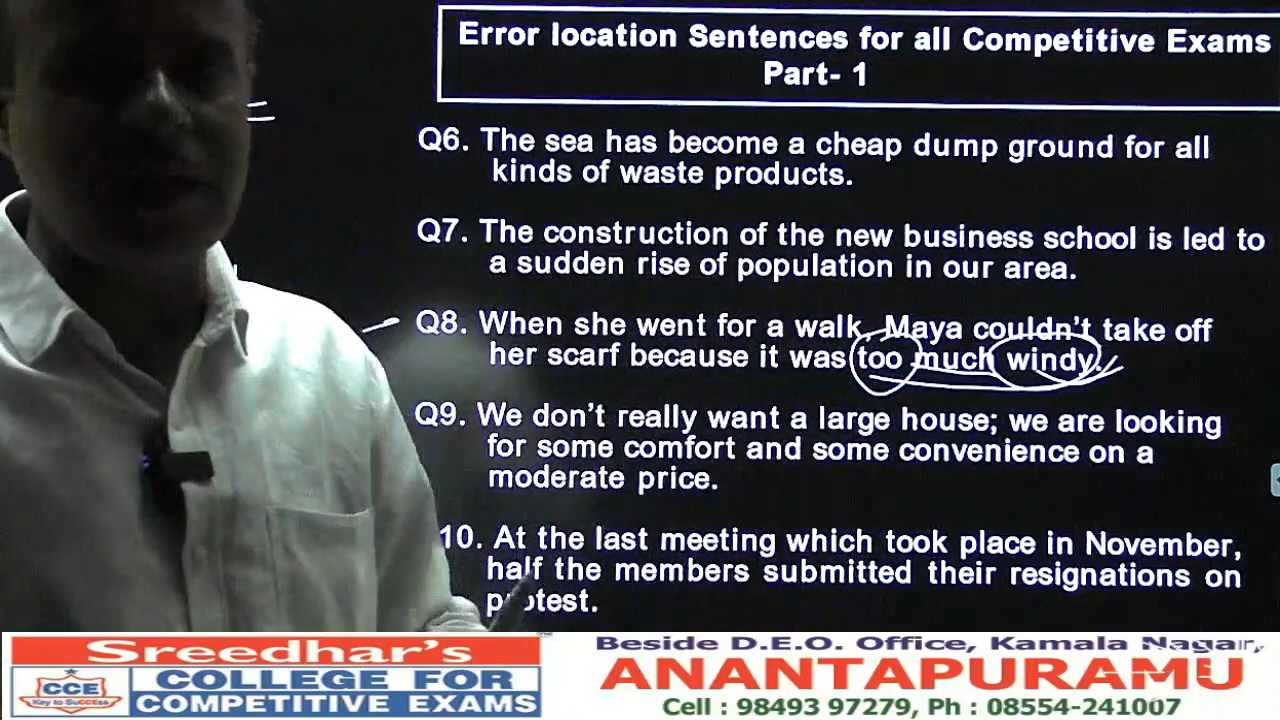 Error location Sentences for all Competitive Exams
Part- 1
Q6. The sea has become a cheap dump ground for all
kinds of waste products.
Q7. The construction of the new business school is led to
a sudden rise of population in our area.
Q8. When she went for a walk, Maya couldn't take off
her scarf because it was too much windy.
Q9. We don't really want a large house; we are looking
for some comfort and some convenience on a
moderate price.
10. At the last meeting which took place in November,
half the members submitted their resignations on
protest.
Sreedhar's
CCE
Key to Success
COLLEGE FOR
COMPETITIVE EXAMS
Beside D.E.O. Office, Kamala Nagar,
ANANTAPURAMU
Cell : 98493 97279, Ph : 08554-241007